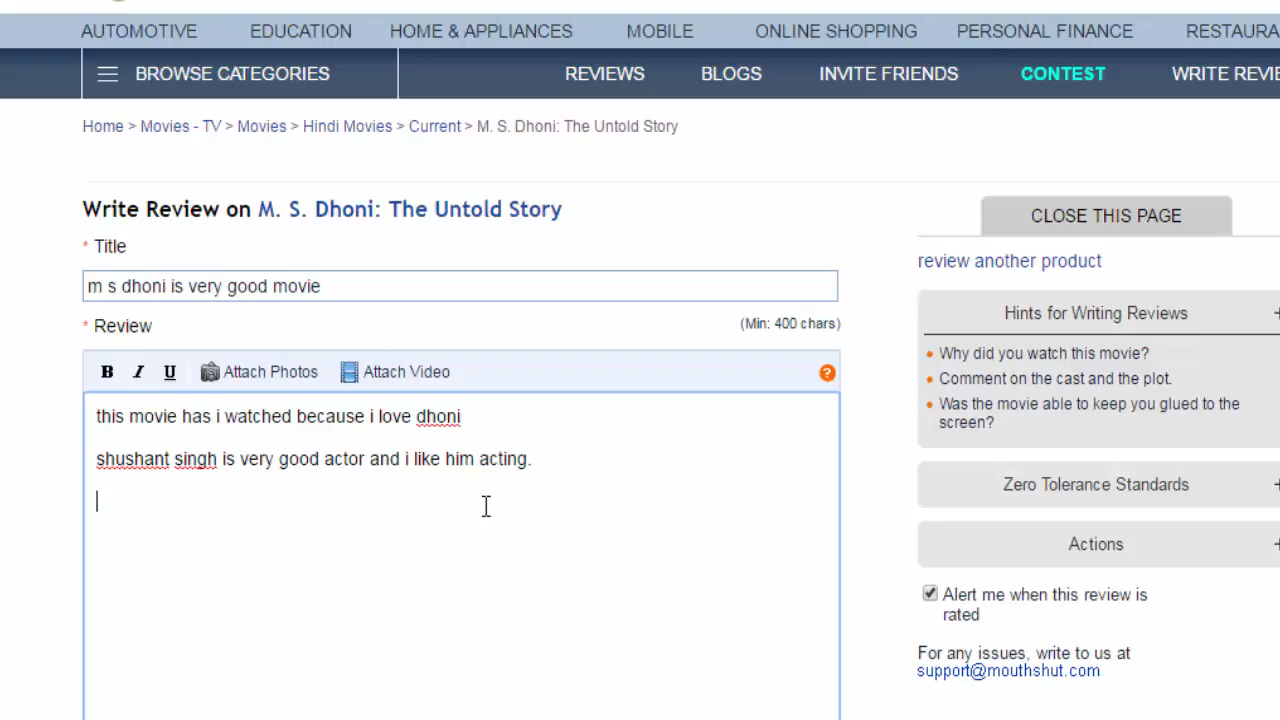 AUTOMOTIVE EDUCATION HOME & APPLIANCES MOBILE ONLINE SHOPPING PERSONAL FINANCE RESTAURA
BROWSE CATEGORIES REVIEWS BLOGS INVITE FRIENDS CONTEST WRITE REVIE
Home > Movies - TV > Movies > Hindi Movies > Current > M. S. Dhoni: The Untold Story
Write Review on M. S. Dhoni: The Untold Story
* Title
m s dhoni is very good movie
* Review (Min: 400 chars)
B I U Attach Photos Attach Video ?
this movie has i watched because i love dhoni
shushant singh is very good actor and i like him acting.
CLOSE THIS PAGE
review another product
Hints for Writing Reviews +
• Why did you watch this movie?
• Comment on the cast and the plot.
• Was the movie able to keep you glued to the
screen?
Zero Tolerance Standards +
Actions +
Alert me when this review is
rated
For any issues, write to us at
support@mouthshut.com